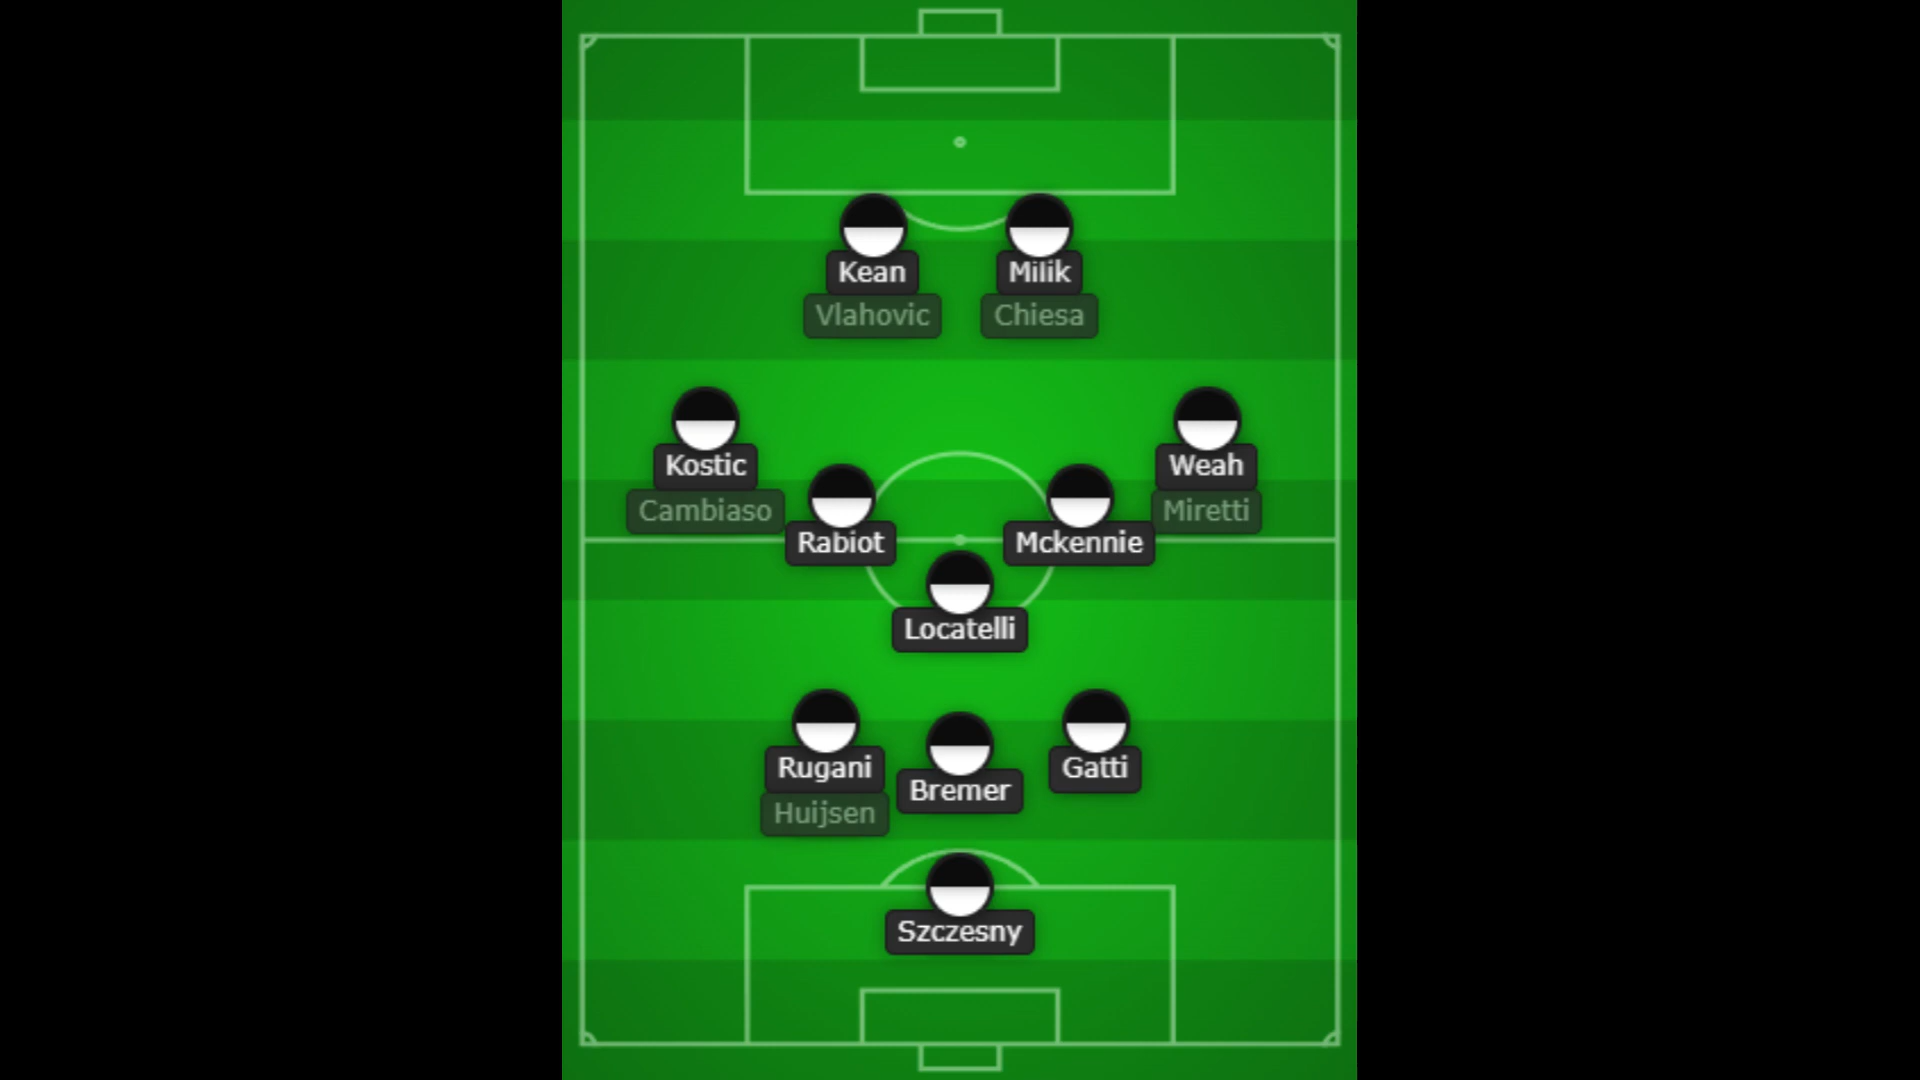 Kean
Milik
Vlahovic
Chiesa
Kostic
Weah
Cambiaso
Miretti
Rabiot
Mckennie
Locatelli
Rugani
Gatti
Bremer
Huijsen
Szczesny